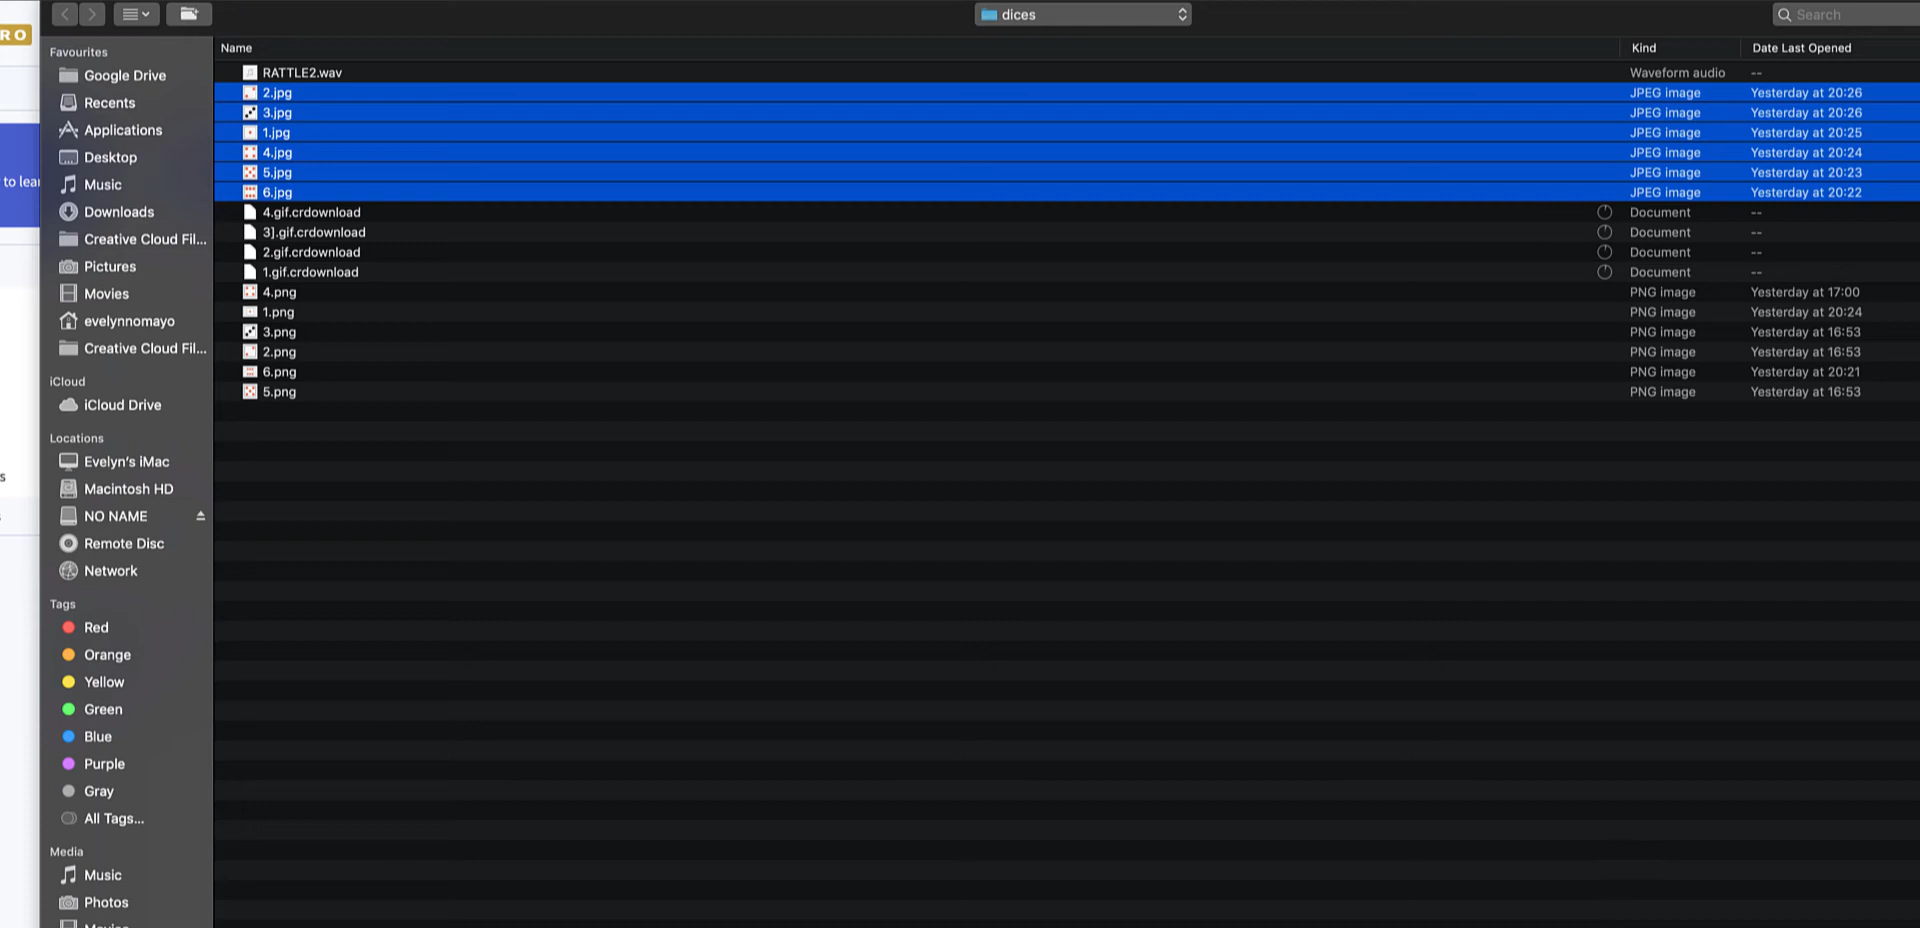 RO
dices
Search
Name Kind Date Last Opened
to lear
s
Favourites
Google Drive
Recents
Applications
Desktop
Music
Downloads
Creative Cloud Fil...
Pictures
Movies
evelynnomayo
Creative Cloud Fil...
iCloud
iCloud Drive
Locations
Evelyn's iMac
Macintosh HD
NO NAME
Remote Disc
Network
Tags
Red
Orange
Yellow
Green
Blue
Purple
Gray
All Tags...
Media
Music
Photos
Movies
RATTLE2.wav Waveform audio --
2.jpg JPEG image Yesterday at 20:26
3.jpg JPEG image Yesterday at 20:26
1.jpg JPEG image Yesterday at 20:25
4.jpg JPEG image Yesterday at 20:24
5.jpg JPEG image Yesterday at 20:23
6.jpg JPEG image Yesterday at 20:22
4.gif.crdownload Document --
3].gif.crdownload Document --
2.gif.crdownload Document --
1.gif.crdownload Document --
4.png PNG image Yesterday at 17:00
1.png PNG image Yesterday at 20:24
3.png PNG image Yesterday at 16:53
2.png PNG image Yesterday at 16:53
6.png PNG image Yesterday at 20:21
5.png PNG image Yesterday at 16:53